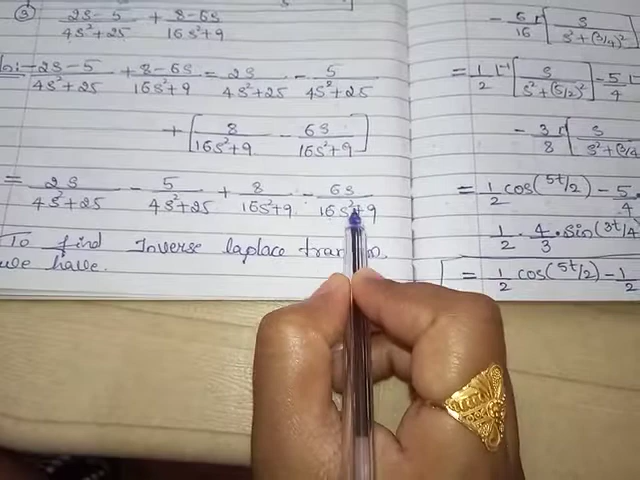 ③ 2s - 5 / 4s² + 25 + 8 - 6s / 16s² + 9
Sol:- 2s - 5 / 4s² + 25 + 8 - 6s / 16s² + 9 = 2s / 4s² + 25 - 5 / 4s² + 25
+ [ 8 / 16s² + 9 - 6s / 16s² + 9 ]
= 2s / 4s² + 25 - 5 / 4s² + 25 + 8 / 16s² + 9 - 6s / 16s² + 9
To find Inverse laplace
we have.
- 6 / 16 [ s / s² + (3/4)² ]
= 1/2 L⁻¹ [ s / s² + (5/2)² ] - 5/4
- 3/8 [ s / s² + (3/4
= 1/2 cos(5t/2) - 5/4 .
1/2 · 4/3 · sin(3t/4
= 1/2 cos(5t/2) - 1/2